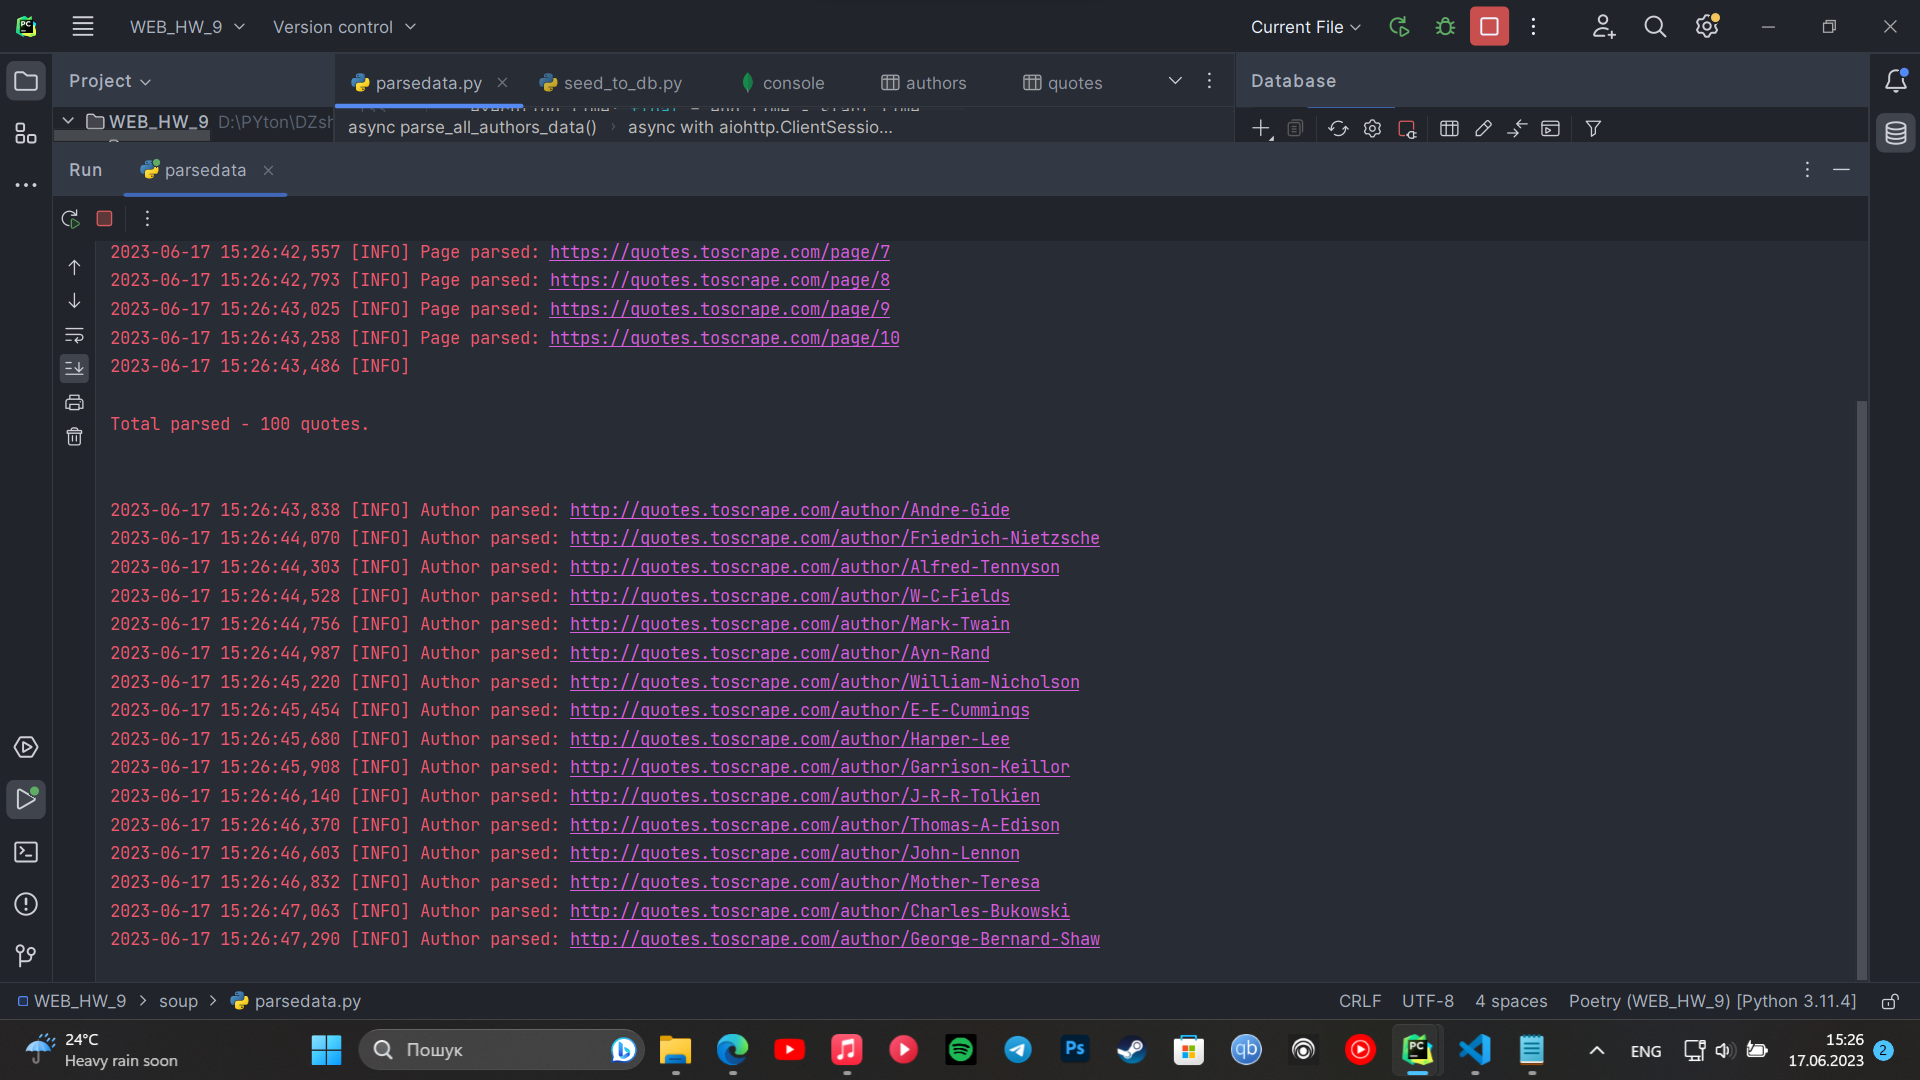 WEB_HW_9 Version control Current File
Project parsedata.py seed_to_db.py console authors quotes Database
WEB_HW_9 D:\PYton\DZsh
async parse_all_authors_data() async with aiohttp.ClientSessio...
Run parsedata
2023-06-17 15:26:42,557 [INFO] Page parsed: https://quotes.toscrape.com/page/7
2023-06-17 15:26:42,793 [INFO] Page parsed: https://quotes.toscrape.com/page/8
2023-06-17 15:26:43,025 [INFO] Page parsed: https://quotes.toscrape.com/page/9
2023-06-17 15:26:43,258 [INFO] Page parsed: https://quotes.toscrape.com/page/10
2023-06-17 15:26:43,486 [INFO]
Total parsed - 100 quotes.
2023-06-17 15:26:43,838 [INFO] Author parsed: http://quotes.toscrape.com/author/Andre-Gide
2023-06-17 15:26:44,070 [INFO] Author parsed: http://quotes.toscrape.com/author/Friedrich-Nietzsche
2023-06-17 15:26:44,303 [INFO] Author parsed: http://quotes.toscrape.com/author/Alfred-Tennyson
2023-06-17 15:26:44,528 [INFO] Author parsed: http://quotes.toscrape.com/author/W-C-Fields
2023-06-17 15:26:44,756 [INFO] Author parsed: http://quotes.toscrape.com/author/Mark-Twain
2023-06-17 15:26:44,987 [INFO] Author parsed: http://quotes.toscrape.com/author/Ayn-Rand
2023-06-17 15:26:45,220 [INFO] Author parsed: http://quotes.toscrape.com/author/William-Nicholson
2023-06-17 15:26:45,454 [INFO] Author parsed: http://quotes.toscrape.com/author/E-E-Cummings
2023-06-17 15:26:45,680 [INFO] Author parsed: http://quotes.toscrape.com/author/Harper-Lee
2023-06-17 15:26:45,908 [INFO] Author parsed: http://quotes.toscrape.com/author/Garrison-Keillor
2023-06-17 15:26:46,140 [INFO] Author parsed: http://quotes.toscrape.com/author/J-R-R-Tolkien
2023-06-17 15:26:46,370 [INFO] Author parsed: http://quotes.toscrape.com/author/Thomas-A-Edison
2023-06-17 15:26:46,603 [INFO] Author parsed: http://quotes.toscrape.com/author/John-Lennon
2023-06-17 15:26:46,832 [INFO] Author parsed: http://quotes.toscrape.com/author/Mother-Teresa
2023-06-17 15:26:47,063 [INFO] Author parsed: http://quotes.toscrape.com/author/Charles-Bukowski
2023-06-17 15:26:47,290 [INFO] Author parsed: http://quotes.toscrape.com/author/George-Bernard-Shaw
WEB_HW_9 > soup > parsedata.py CRLF UTF-8 4 spaces Poetry (WEB_HW_9) [Python 3.11.4]
24°C
Heavy rain soon
Пошук
Ps
qb
PC
ENG
15:26
17.06.2023
2